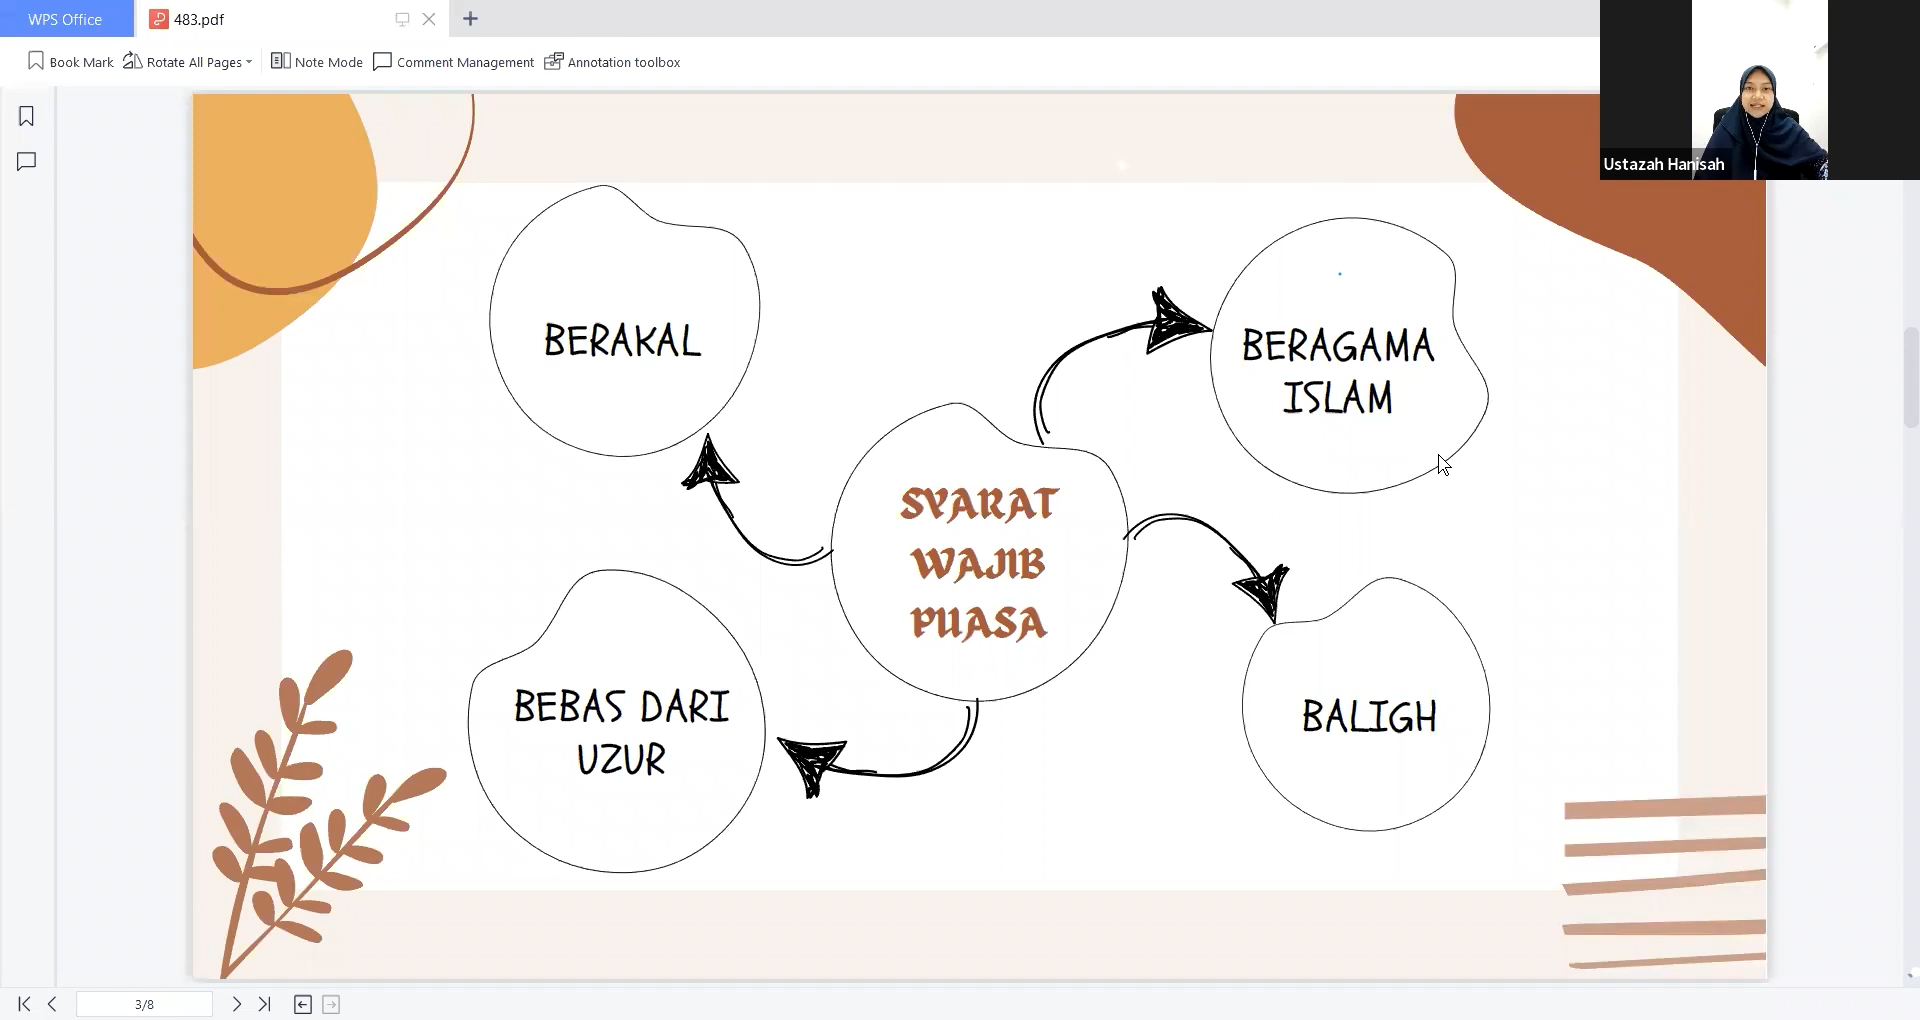 WPS Office
483.pdf
Book Mark
Rotate All Pages
Note Mode
Comment Management
Annotation toolbox
Ustazah Hanisah
BERAKAL
BERAGAMA
ISLAM
SYARAT
WAJIB
PUASA
BEBAS DARI
UZUR
BALIGH
3/8